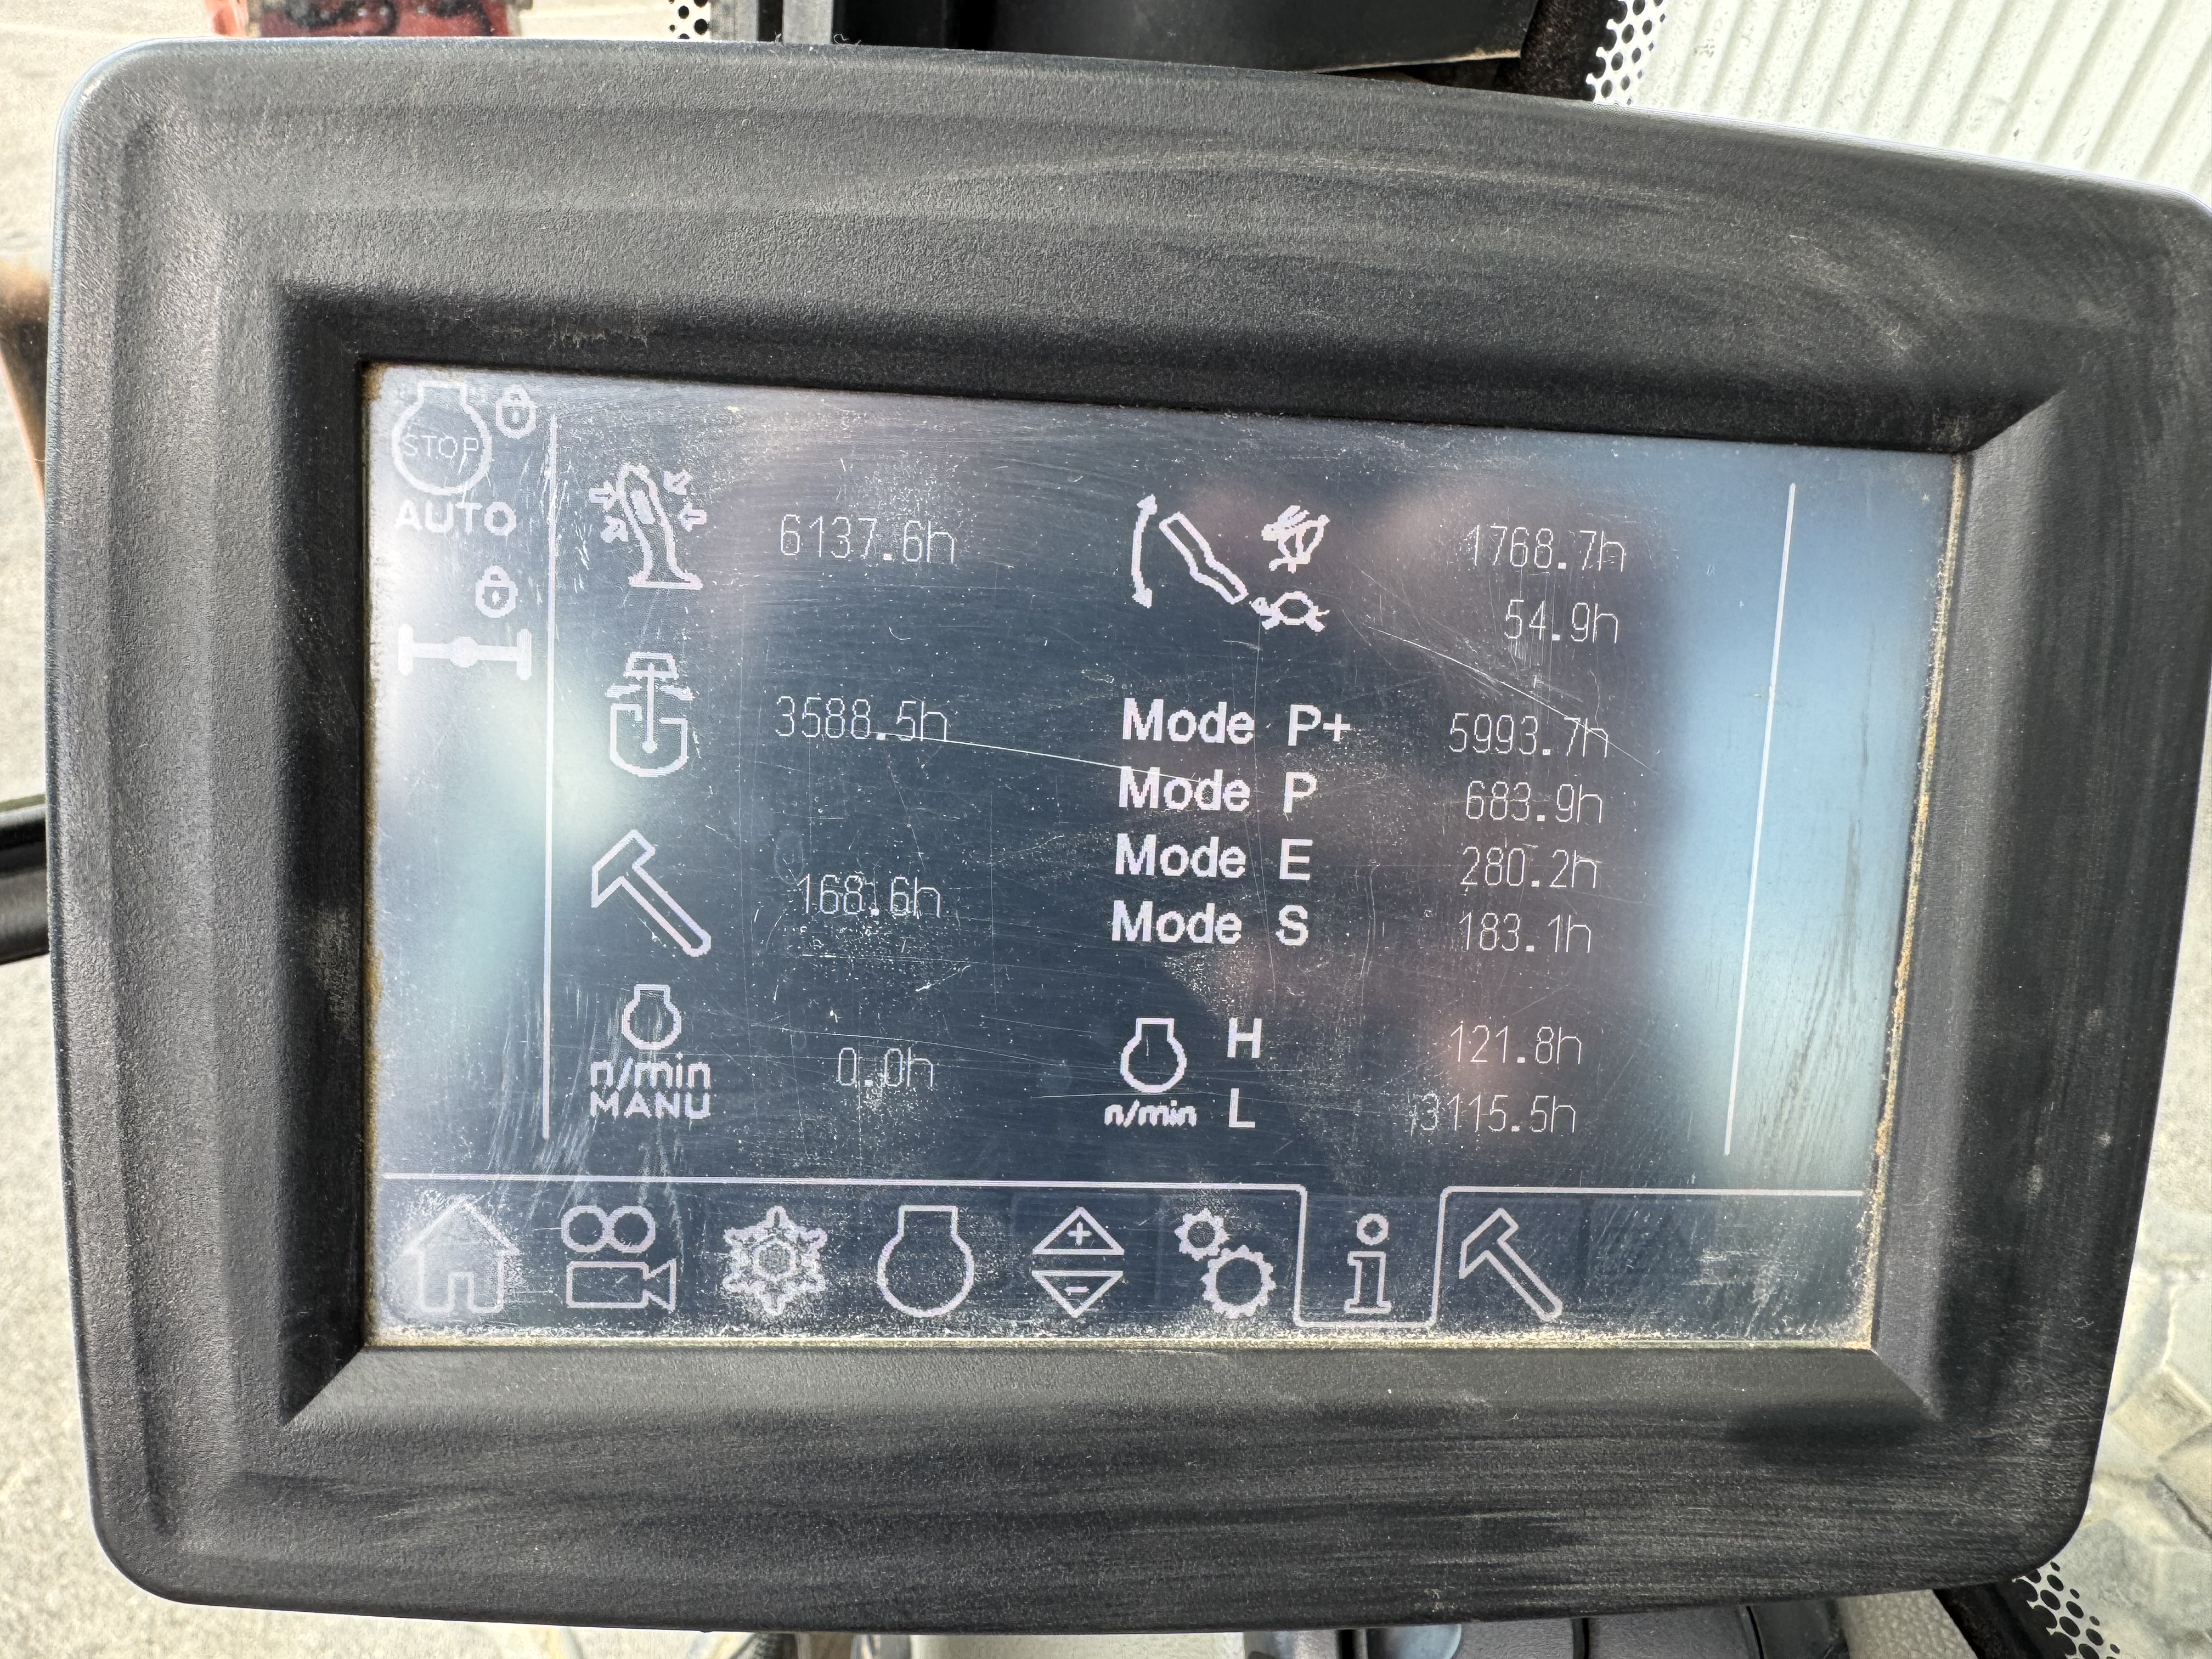 STOP
AUTO
6137.6h
3588.5h
168.6h
n/min
MANU
0.0h
1768.7h
54.9h
Mode P+ 5993.7h
Mode P 683.9h
Mode E 280.2h
Mode S 183.1h
H 121.8h
n/min L 3115.5h
+
-
i